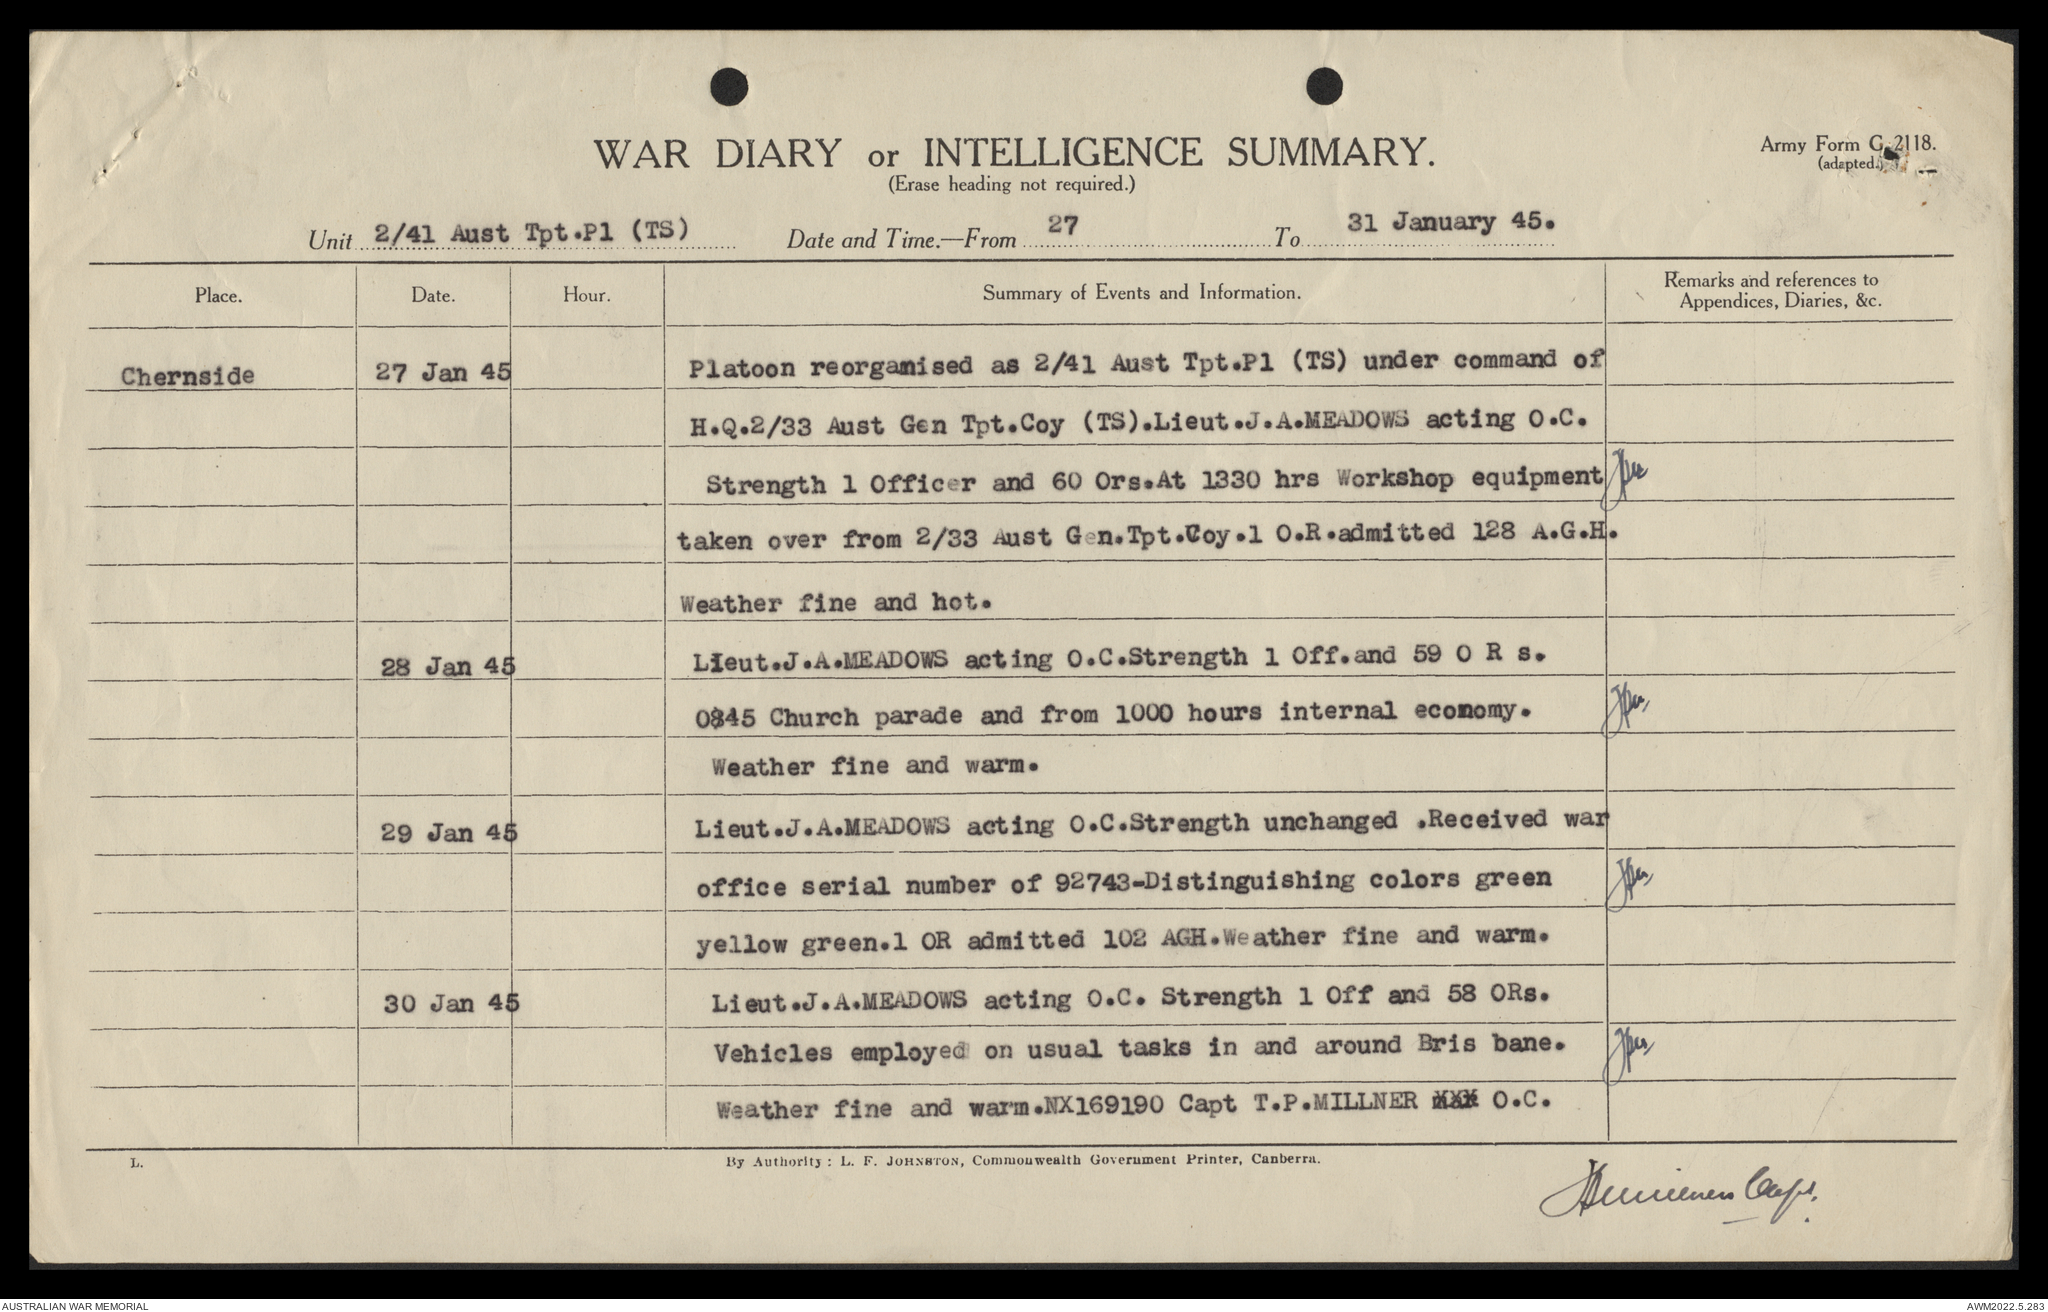 WAR DIARY or INTELLIGENCE SUMMARY.
(Erase heading not required.)
Army Form C. 2118.
(adapted.)
Unit 2/41 Aust Tpt.Pl (TS) Date and Time.—From 27 To 31 January 45.
Place. Date. Hour. Summary of Events and Information. Remarks and references to
Appendices, Diaries, &c.
Chernside 27 Jan 45 Platoon reorgamised as 2/41 Aust Tpt.Pl (TS) under command of
H.Q.2/33 Aust Gen Tpt.Coy (TS).Lieut.J.A.MEADOWS acting O.C.
Strength 1 Officer and 60 Ors.At 1330 hrs Workshop equipment
taken over from 2/33 Aust Gen.Tpt.Coy.1 O.R.admitted 128 A.G.H.
Weather fine and hot.
28 Jan 45 Lieut.J.A.MEADOWS acting O.C.Strength 1 Off.and 59 O R s.
0845 Church parade and from 1000 hours internal economy.
Weather fine and warm.
29 Jan 45 Lieut.J.A.MEADOWS acting O.C.Strength unchanged .Received war
office serial number of 92743-Distinguishing colors green
yellow green.1 OR admitted 102 AGH.Weather fine and warm.
30 Jan 45 Lieut.J.A.MEADOWS acting O.C. Strength 1 Off and 58 ORs.
Vehicles employed on usual tasks in and around Bris bane.
Weather fine and warm.NX169190 Capt T.P.MILLNER O.C.
L. By Authority: L. F. JOHNSTON, Commonwealth Government Printer, Canberra.
Capt.
AUSTRALIAN WAR MEMORIAL AWM2022.5.283